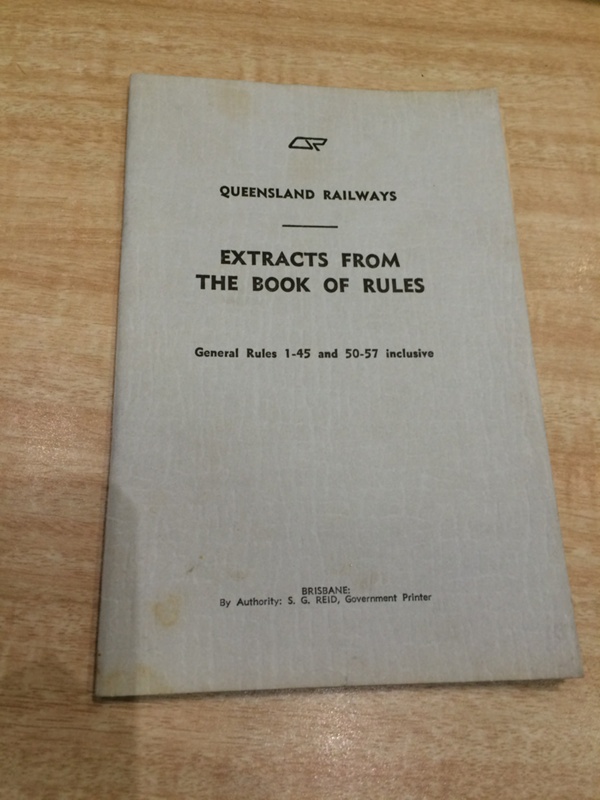 QR
QUEENSLAND RAILWAYS
EXTRACTS FROM
THE BOOK OF RULES
General Rules 1-45 and 50-57 inclusive
BRISBANE:
By Authority: S. G. REID, Government Printer